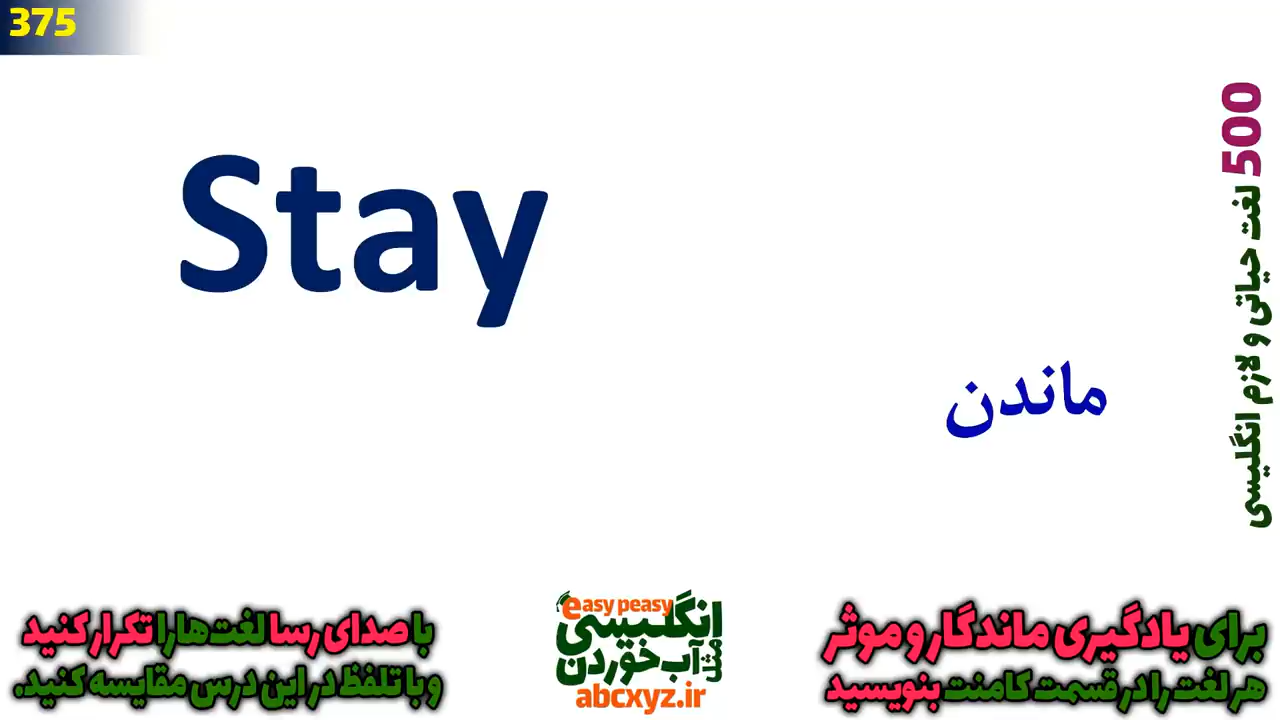 375
Stay
ماندن
500 لغت حیاتی و لازم انگلیسی
برای یادگیری ماندگار و موثر
هر لغت را در قسمت کامنت بنویسید
easy peasy
انگلیسی
مثل
آب خوردن
abcxyz.ir
با صدای رسا لغت‌ها را تکرار کنید
و با تلفظ در این درس مقایسه کنید.